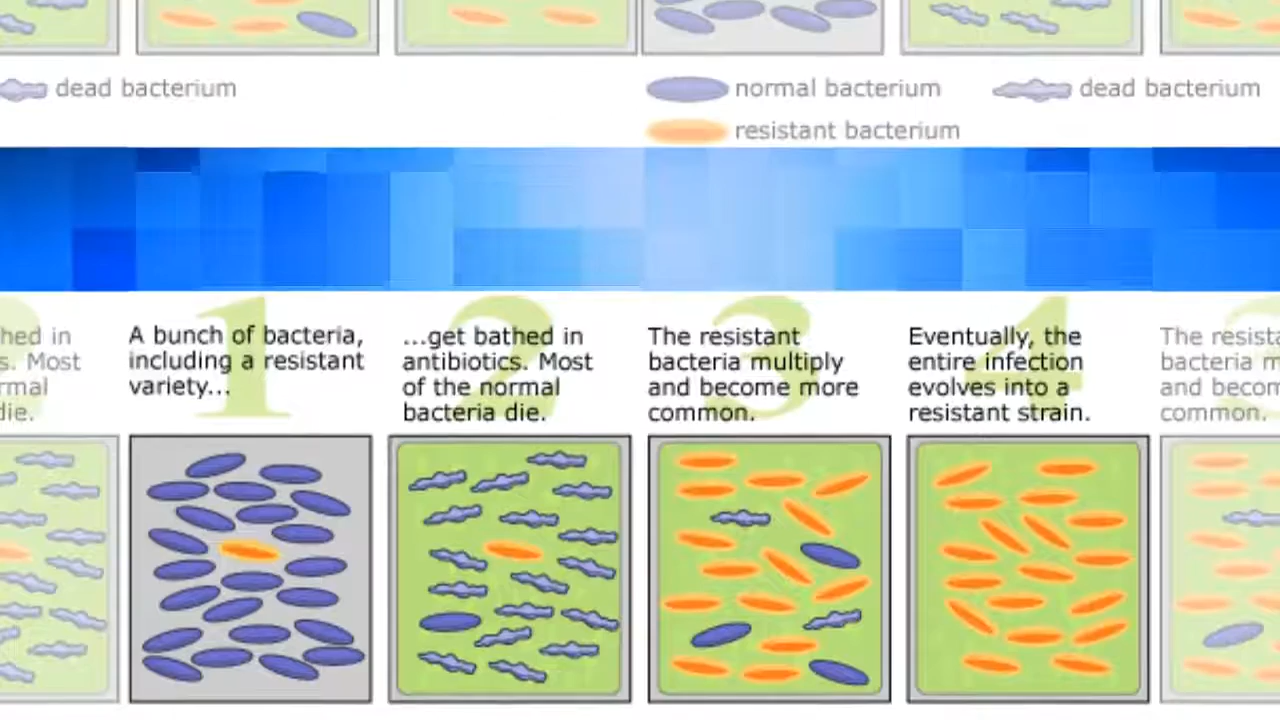 dead bacterium
normal bacterium
dead bacterium
resistant bacterium
1
A bunch of bacteria,
including a resistant
variety...
2
...get bathed in
antibiotics. Most
of the normal
bacteria die.
3
The resistant
bacteria multiply
and become more
common.
4
Eventually, the
entire infection
evolves into a
resistant strain.